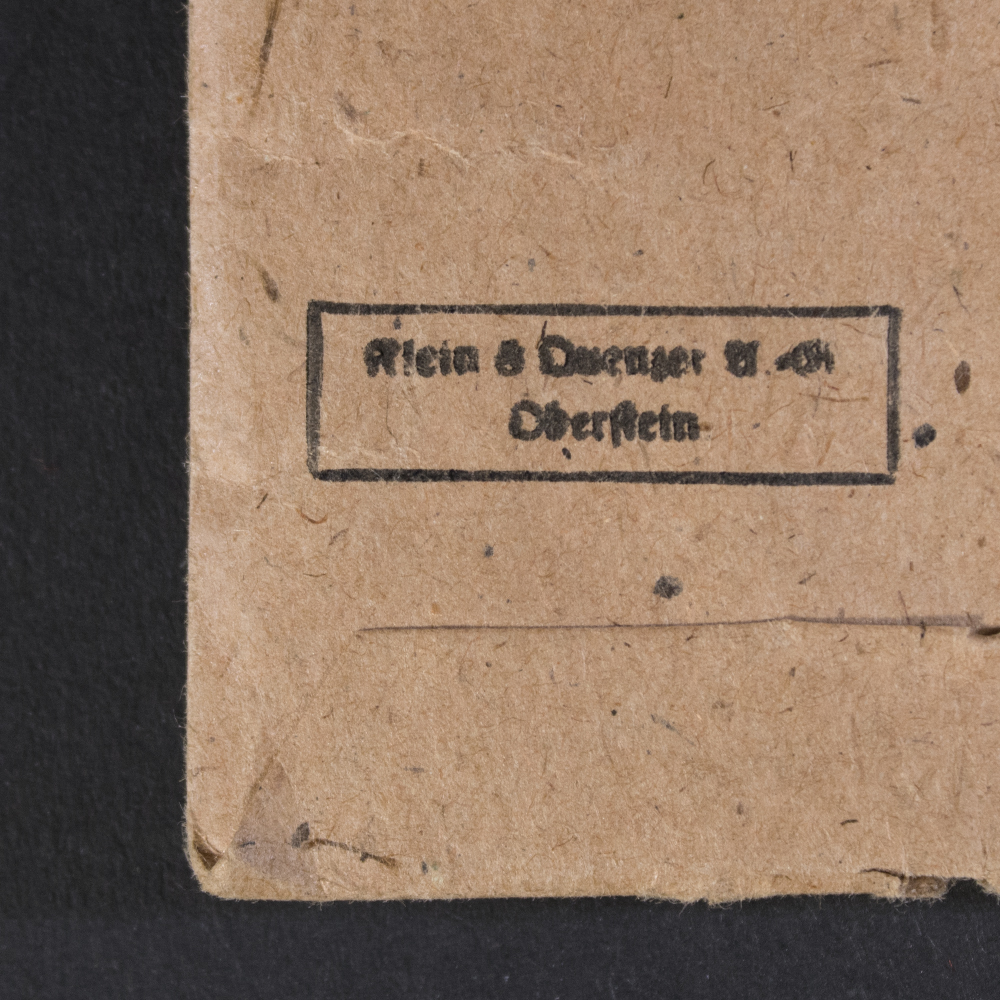 Klein & Quenzer A.-G.
Oberstein